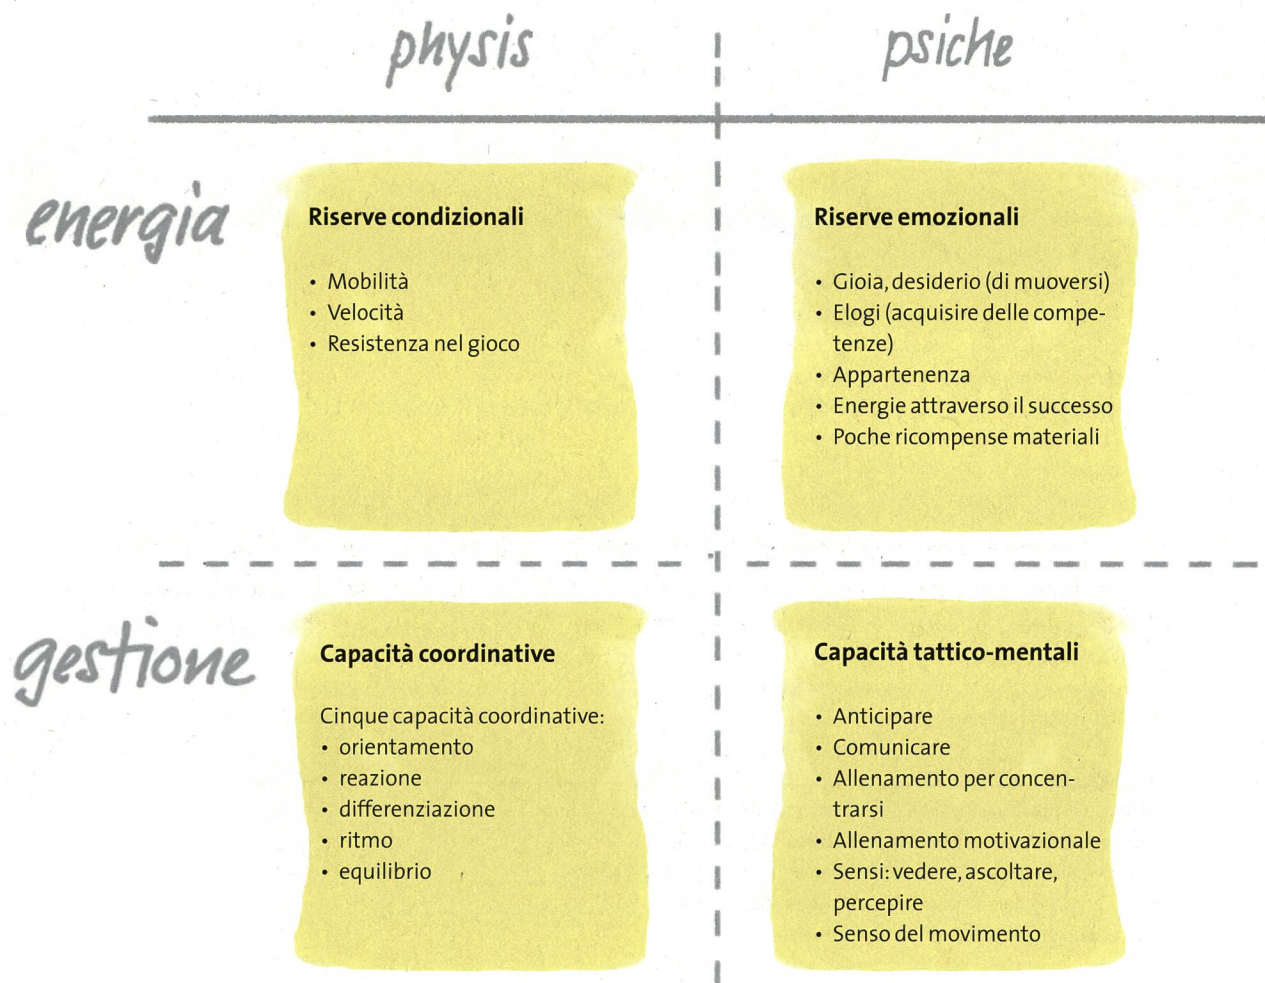 physis
psiche
energia
Riserve condizionali
• Mobilità
• Velocità
• Resistenza nel gioco
Riserve emozionali
• Gioia, desiderio (di muoversi)
• Elogi (acquisire delle compe-
tenze)
• Appartenenza
• Energie attraverso il successo
• Poche ricompense materiali
gestione
Capacità coordinative
Cinque capacità coordinative:
• orientamento
• reazione
• differenziazione
• ritmo
• equilibrio
Capacità tattico-mentali
• Anticipare
• Comunicare
• Allenamento per concen-
trarsi
• Allenamento motivazionale
• Sensi: vedere, ascoltare,
percepire
• Senso del movimento